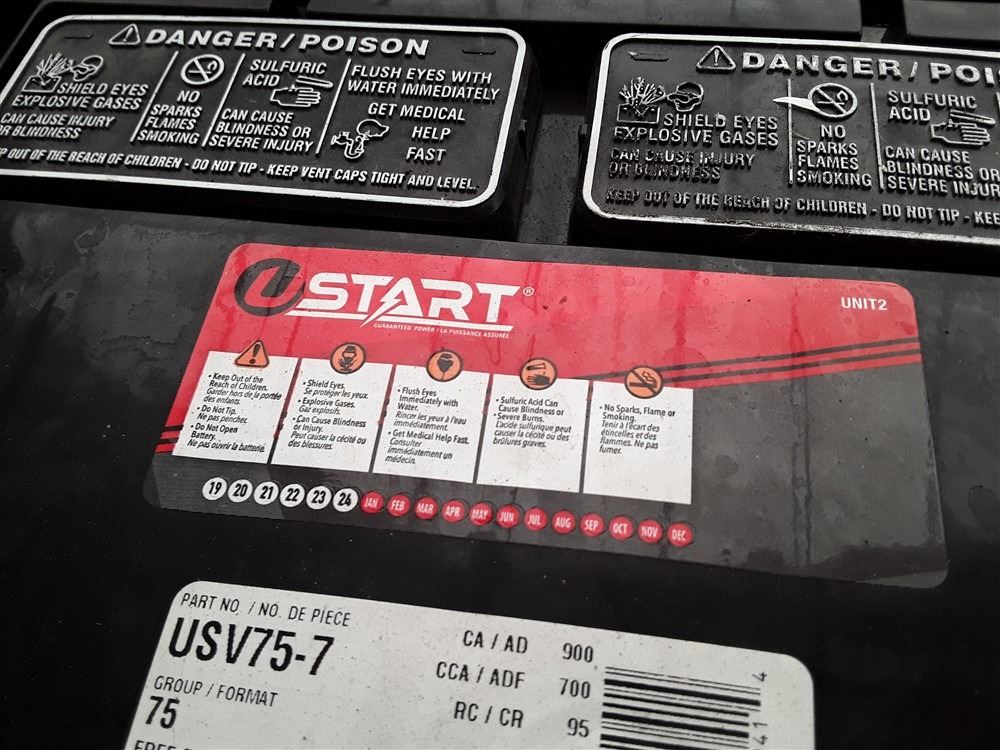 DANGER/POISON
SHIELD EYES
EXPLOSIVE GASES
CAN CAUSE INJURY
OR BLINDNESS
NO
SPARKS
FLAMES
SMOKING
SULFURIC
ACID
CAN CAUSE
BLINDNESS OR
SEVERE INJURY
FLUSH EYES WITH
WATER IMMEDIATELY
GET MEDICAL
HELP
FAST
P OUT OF THE REACH OF CHILDREN - DO NOT TIP - KEEP VENT CAPS TIGHT AND LEVEL.
DANGER/POI
SHIELD EYES
EXPLOSIVE GASES
CAN CAUSE INJURY
OR BLINDNESS
NO
SPARKS
FLAMES
SMOKING
SULFURIC
ACID
CAN CAUSE
BLINDNESS OR
SEVERE INJUR
KEEP OUT OF THE REACH OF CHILDREN - DO NOT TIP - KEE
USTART®
GUARANTEED POWER / LA PUISSANCE ASSURÉE
UNIT2
• Keep Out of the
Reach of Children.
Garder hors de la portée
des enfants.
• Do Not Tip.
Ne pas pencher.
• Do Not Open
Battery.
Ne pas ouvrir la batterie.
• Shield Eyes.
Se protéger les yeux.
• Explosive Gases.
Gaz explosifs.
• Can Cause Blindness
or Injury.
Peut causer la cécité ou
des blessures.
• Flush Eyes
Immediately with
Water.
Rincer les yeux à l'eau
immédiatement.
• Get Medical Help Fast.
Consulter
immédiatement un
médecin.
• Sulfuric Acid Can
Cause Blindness or
• Severe Burns.
L'acide sulfurique peut
causer la cécité ou des
brûlures graves.
• No Sparks, Flame or
Smoking.
Tenir à l'écart des
étincelles et des
flammes. Ne pas
fumer.
19 20 21 22 23 24 JAN FEB MAR APR MAY JUN JUL AUG SEP OCT NOV DEC
PART NO. / NO. DE PIECE
USV75-7
GROUP / FORMAT
75
CA / AD 900
CCA / ADF 700
RC / CR 95